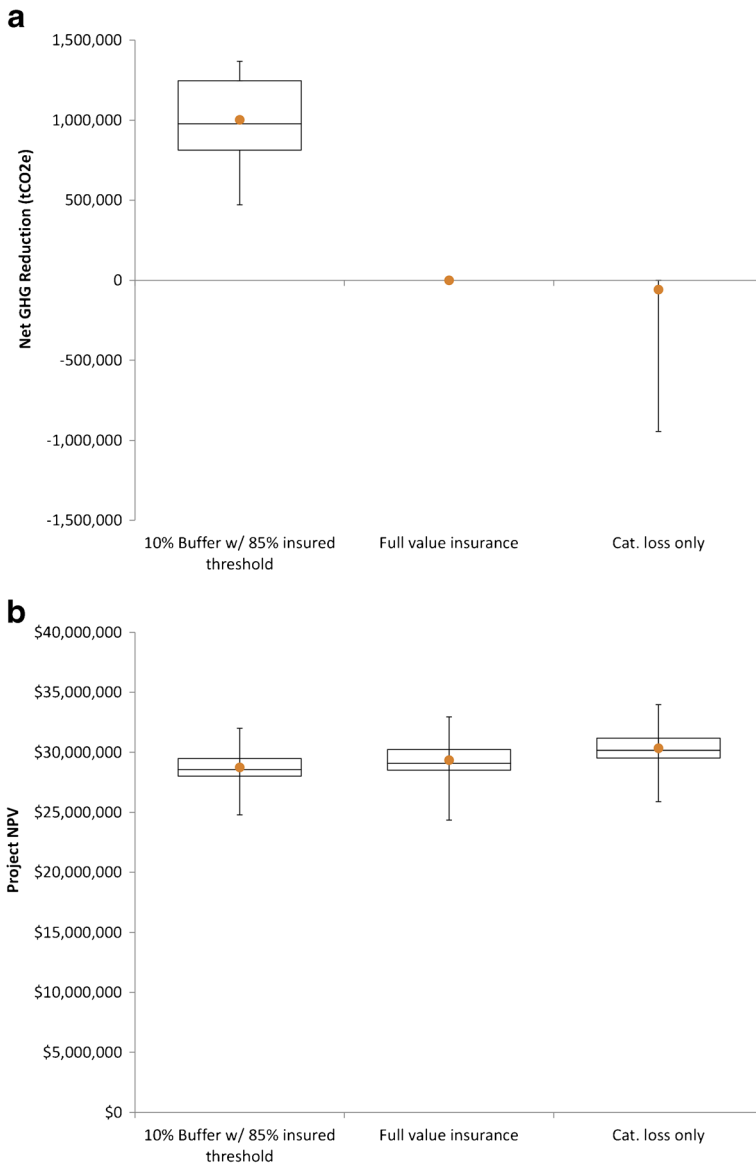 a
1,500,000
1,000,000
500,000
0
-500,000
-1,000,000
-1,500,000
Net GHG Reduction (tCO2e)
10% Buffer w/ 85% insured
threshold
Full value insurance
Cat. loss only
b
$40,000,000
$35,000,000
$30,000,000
$25,000,000
$20,000,000
$15,000,000
$10,000,000
$5,000,000
$0
Project NPV
10% Buffer w/ 85% insured
threshold
Full value insurance
Cat. loss only